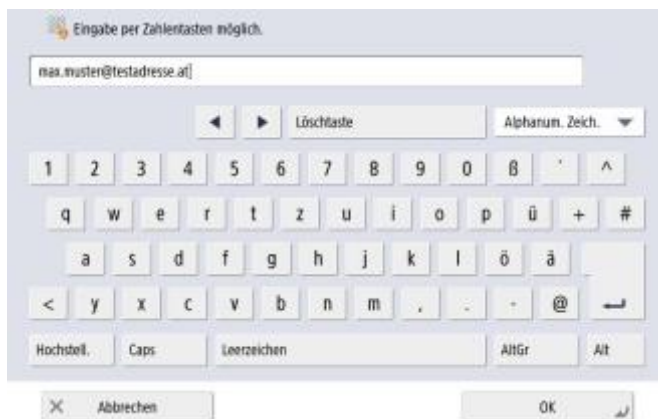 Eingabe per Zahlentasten möglich.
max.muster@testadresse.at
◀ ▶ Löschtaste Alphanum. Zeich. ▼
1 2 3 4 5 6 7 8 9 0 ß ´ ^
q w e r t z u i o p ü + #
a s d f g h j k l ö ä
< y x c v b n m , . - @
Hochstell. Caps Leerzeichen AltGr Alt
Abbrechen OK